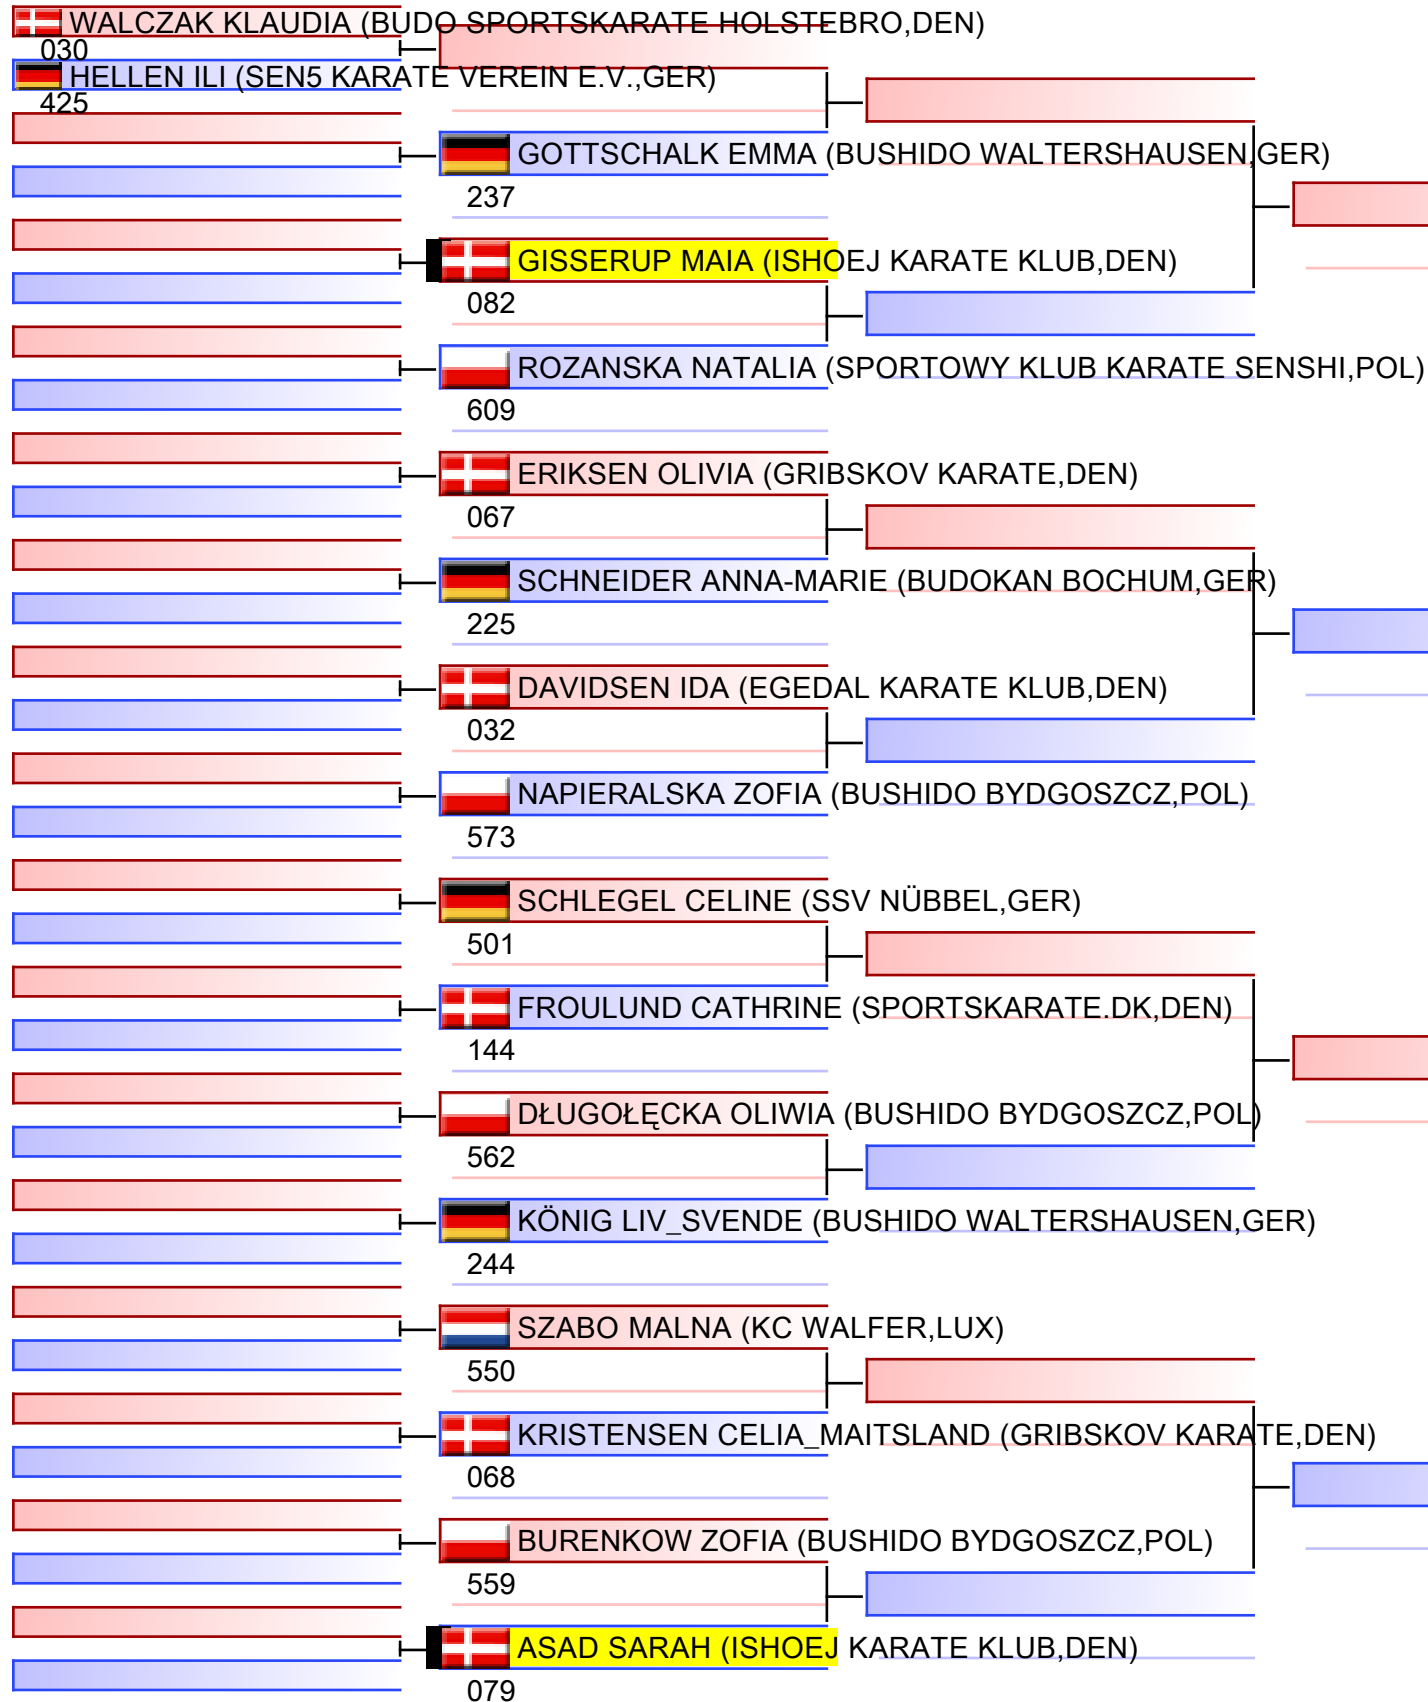 WALCZAK KLAUDIA (BUDO SPORTSKARATE HOLSTEBRO,DEN)
030
HELLEN ILI (SEN5 KARATE VEREIN E.V.,GER)
425
GOTTSCHALK EMMA (BUSHIDO WALTERSHAUSEN,GER)
237
GISSERUP MAIA (ISHOEJ KARATE KLUB,DEN)
082
ROZANSKA NATALIA (SPORTOWY KLUB KARATE SENSHI,POL)
609
ERIKSEN OLIVIA (GRIBSKOV KARATE,DEN)
067
SCHNEIDER ANNA-MARIE (BUDOKAN BOCHUM,GER)
225
DAVIDSEN IDA (EGEDAL KARATE KLUB,DEN)
032
NAPIERALSKA ZOFIA (BUSHIDO BYDGOSZCZ,POL)
573
SCHLEGEL CELINE (SSV NÜBBEL,GER)
501
FROULUND CATHRINE (SPORTSKARATE.DK,DEN)
144
DŁUGOŁĘCKA OLIWIA (BUSHIDO BYDGOSZCZ,POL)
562
KÖNIG LIV_SVENDE (BUSHIDO WALTERSHAUSEN,GER)
244
SZABO MALNA (KC WALFER,LUX)
550
KRISTENSEN CELIA_MAITSLAND (GRIBSKOV KARATE,DEN)
068
BURENKOW ZOFIA (BUSHIDO BYDGOSZCZ,POL)
559
ASAD SARAH (ISHOEJ KARATE KLUB,DEN)
079